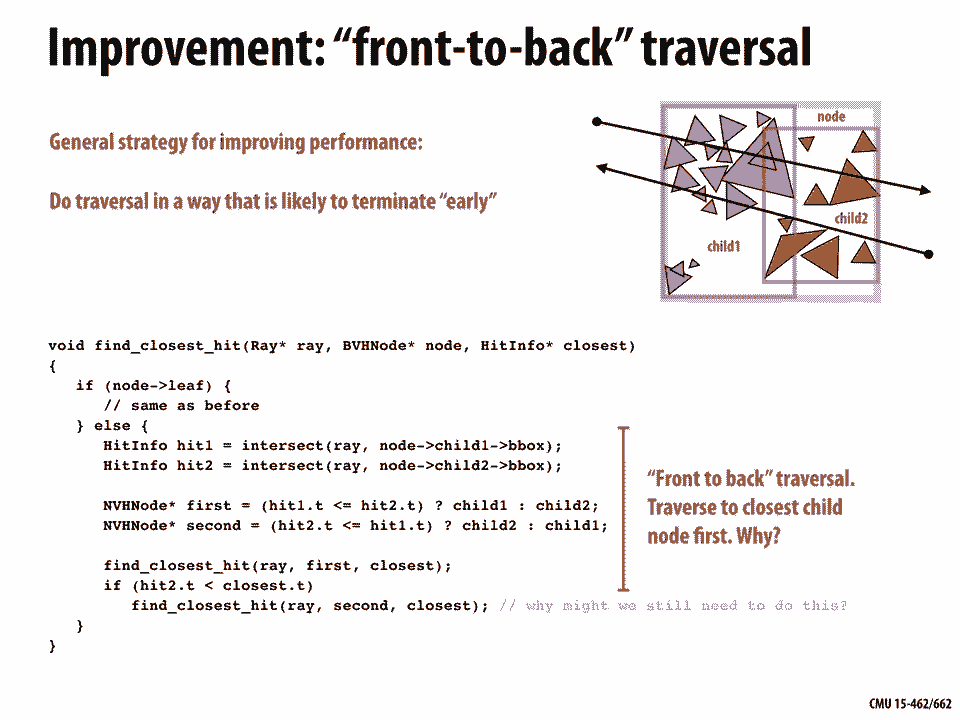 Improvement: “front-to-back” traversal
General strategy for improving performance:
Do traversal in a way that is likely to terminate “early”
node
child2
child1
void find_closest_hit(Ray* ray, BVHNode* node, HitInfo* closest)
{
   if (node->leaf) {
      // same as before
   } else {
      HitInfo hit1 = intersect(ray, node->child1->bbox);
      HitInfo hit2 = intersect(ray, node->child2->bbox);
      NVHNode* first = (hit1.t <= hit2.t) ? child1 : child2;
      NVHNode* second = (hit2.t <= hit1.t) ? child2 : child1;
      find_closest_hit(ray, first, closest);
      if (hit2.t < closest.t)
         find_closest_hit(ray, second, closest); // why might we still need to do this?
   }
}
“Front to back” traversal.
Traverse to closest child
node first. Why?
CMU 15-462/662